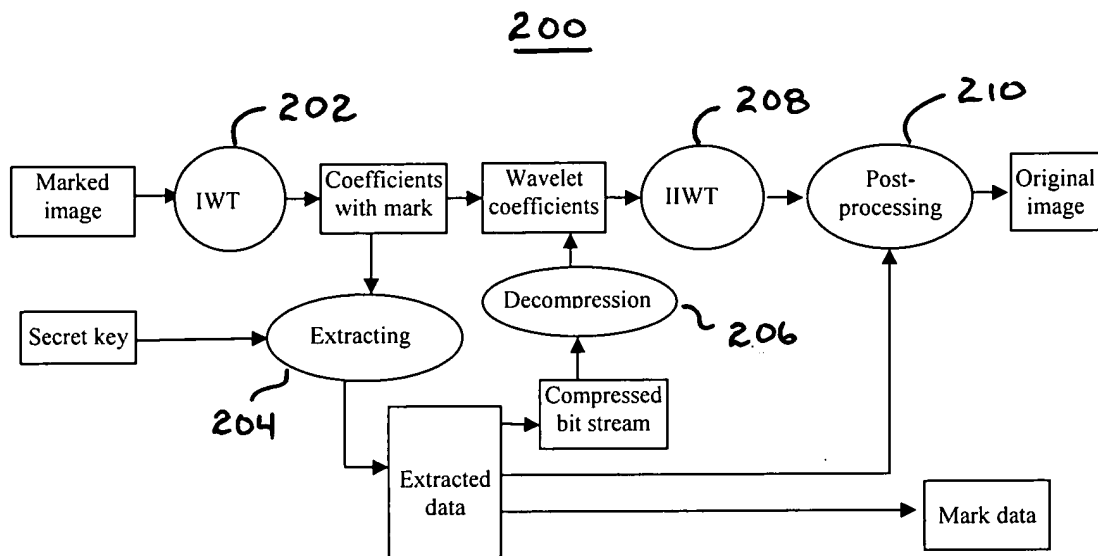 200
202
208
210
Marked
image
IWT
Coefficients
with mark
Wavelet
coefficients
IIWT
Post-
processing
Original
image
Secret key
Extracting
204
Decompression
206
Compressed
bit stream
Extracted
data
Mark data